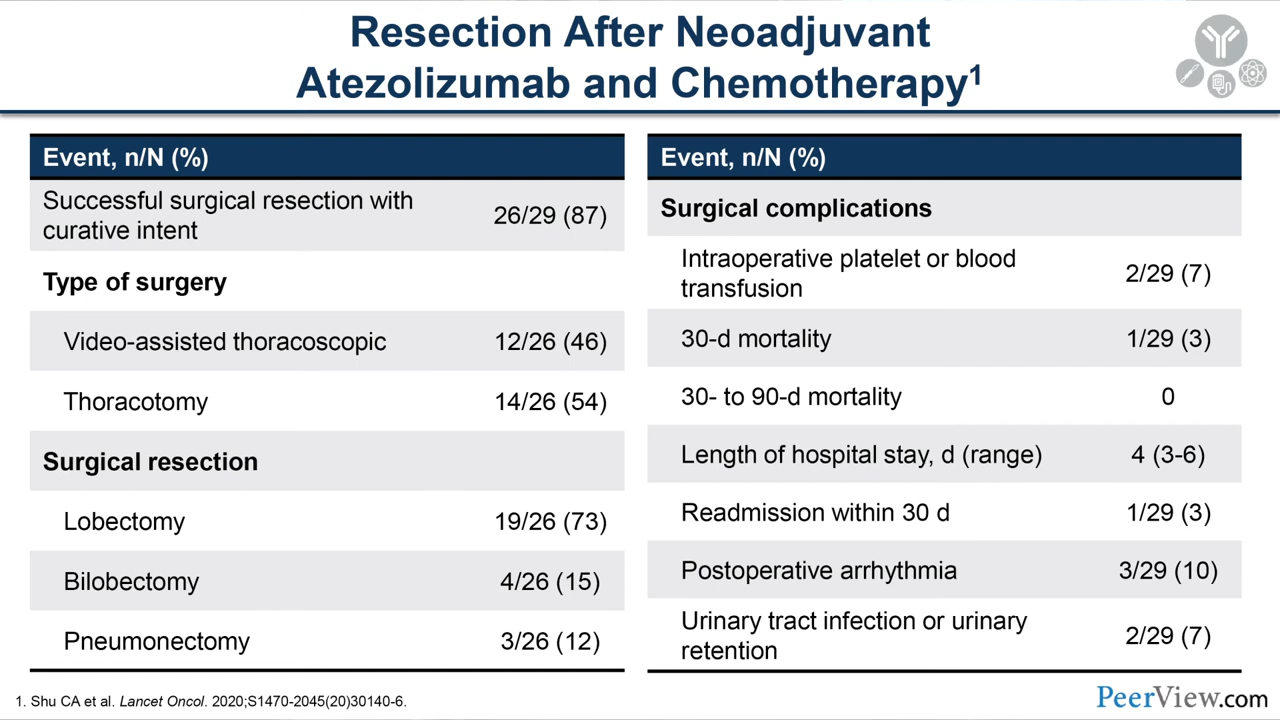 Resection After Neoadjuvant
Atezolizumab and Chemotherapy1
Event, n/N (%)
Successful surgical resection with
curative intent 26/29 (87)
Type of surgery
Video-assisted thoracoscopic 12/26 (46)
Thoracotomy 14/26 (54)
Surgical resection
Lobectomy 19/26 (73)
Bilobectomy 4/26 (15)
Pneumonectomy 3/26 (12)
Event, n/N (%)
Surgical complications
Intraoperative platelet or blood
transfusion 2/29 (7)
30-d mortality 1/29 (3)
30- to 90-d mortality 0
Length of hospital stay, d (range) 4 (3-6)
Readmission within 30 d 1/29 (3)
Postoperative arrhythmia 3/29 (10)
Urinary tract infection or urinary
retention 2/29 (7)
1. Shu CA et al. Lancet Oncol. 2020;S1470-2045(20)30140-6.
PeerView.com